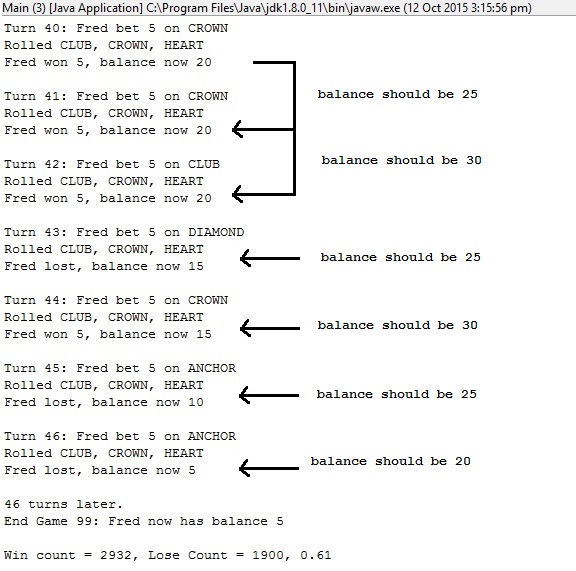 Main (3) [Java Application] C:\Program Files\Java\jdk1.8.0_11\bin\javaw.exe (12 Oct 2015 3:15:56 pm)
Turn 40: Fred bet 5 on CROWN
Rolled CLUB, CROWN, HEART
Fred won 5, balance now 20
balance should be 25
Turn 41: Fred bet 5 on CROWN
Rolled CLUB, CROWN, HEART
Fred won 5, balance now 20
balance should be 30
Turn 42: Fred bet 5 on CLUB
Rolled CLUB, CROWN, HEART
Fred won 5, balance now 20
Turn 43: Fred bet 5 on DIAMOND
Rolled CLUB, CROWN, HEART
Fred lost, balance now 15
balance should be 25
Turn 44: Fred bet 5 on CROWN
Rolled CLUB, CROWN, HEART
Fred won 5, balance now 15
balance should be 30
Turn 45: Fred bet 5 on ANCHOR
Rolled CLUB, CROWN, HEART
Fred lost, balance now 10
balance should be 25
Turn 46: Fred bet 5 on ANCHOR
Rolled CLUB, CROWN, HEART
Fred lost, balance now 5
balance should be 20
46 turns later.
End Game 99: Fred now has balance 5
Win count = 2932, Lose Count = 1900, 0.61